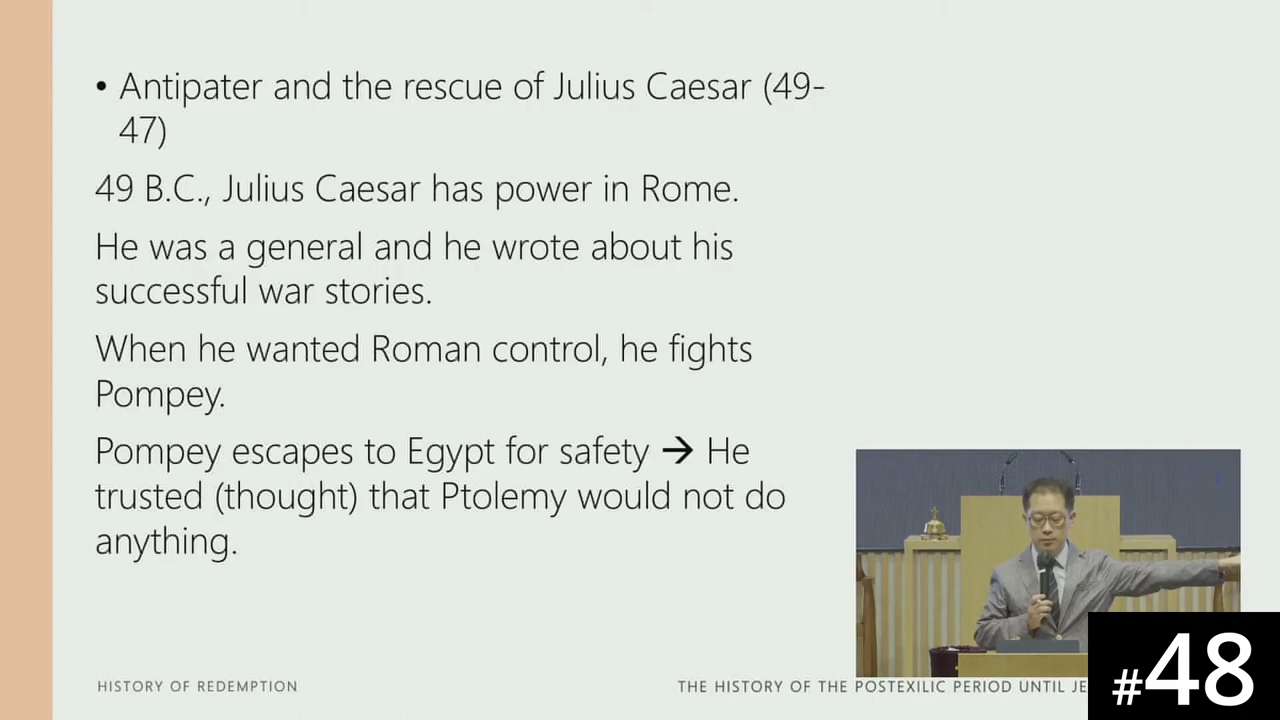 • Antipater and the rescue of Julius Caesar (49-
47)
49 B.C., Julius Caesar has power in Rome.
He was a general and he wrote about his
successful war stories.
When he wanted Roman control, he fights
Pompey.
Pompey escapes to Egypt for safety → He
trusted (thought) that Ptolemy would not do
anything.
HISTORY OF REDEMPTION
THE HISTORY OF THE POSTEXILIC PERIOD UNTIL
#48